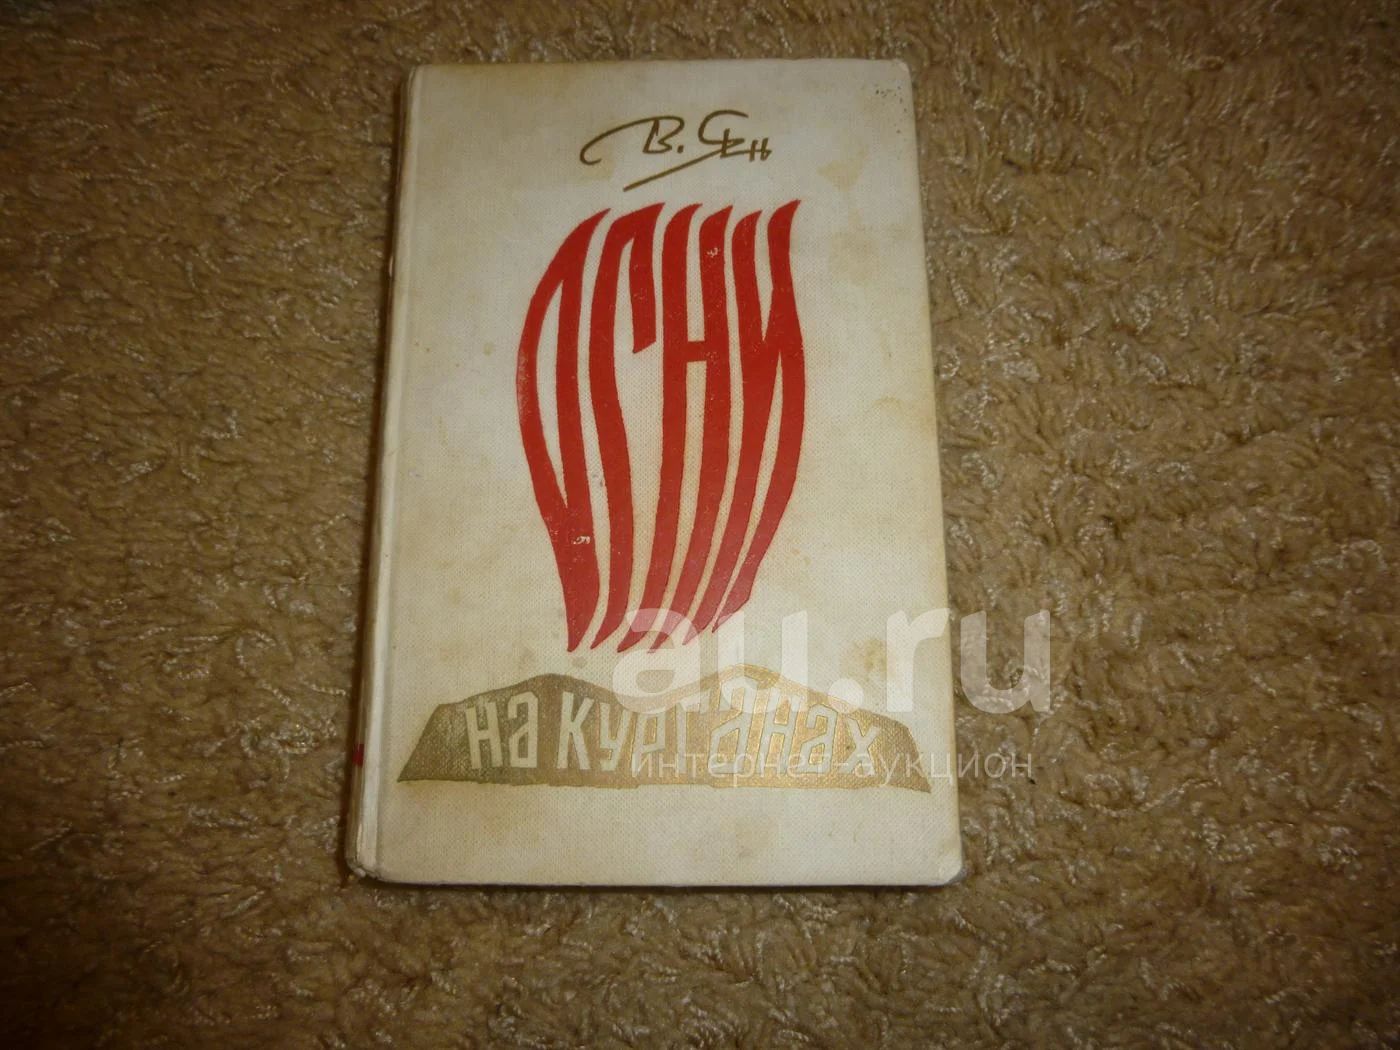 В. Ян
ОГНИ
на курганах
au.ru
интернет-аукцион